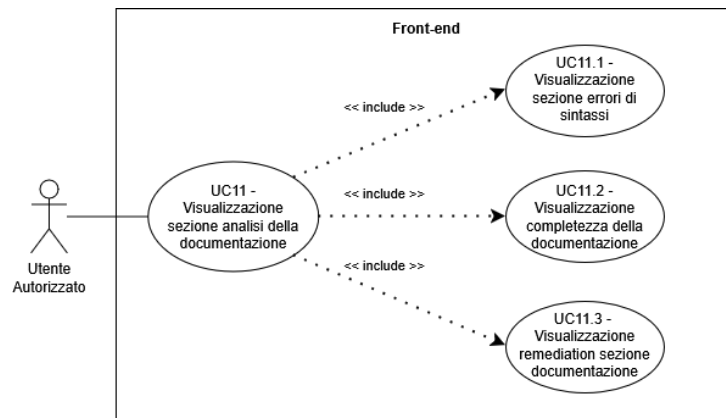 Front-end
UC11.1 -
Visualizzazione
sezione errori di
sintassi
<< include >>
UC11 -
Visualizzazione
sezione analisi della
documentazione
<< include >>
UC11.2 -
Visualizzazione
completezza della
documentazione
<< include >>
Utente
Autorizzato
UC11.3 -
Visualizzazione
remediation sezione
documentazione